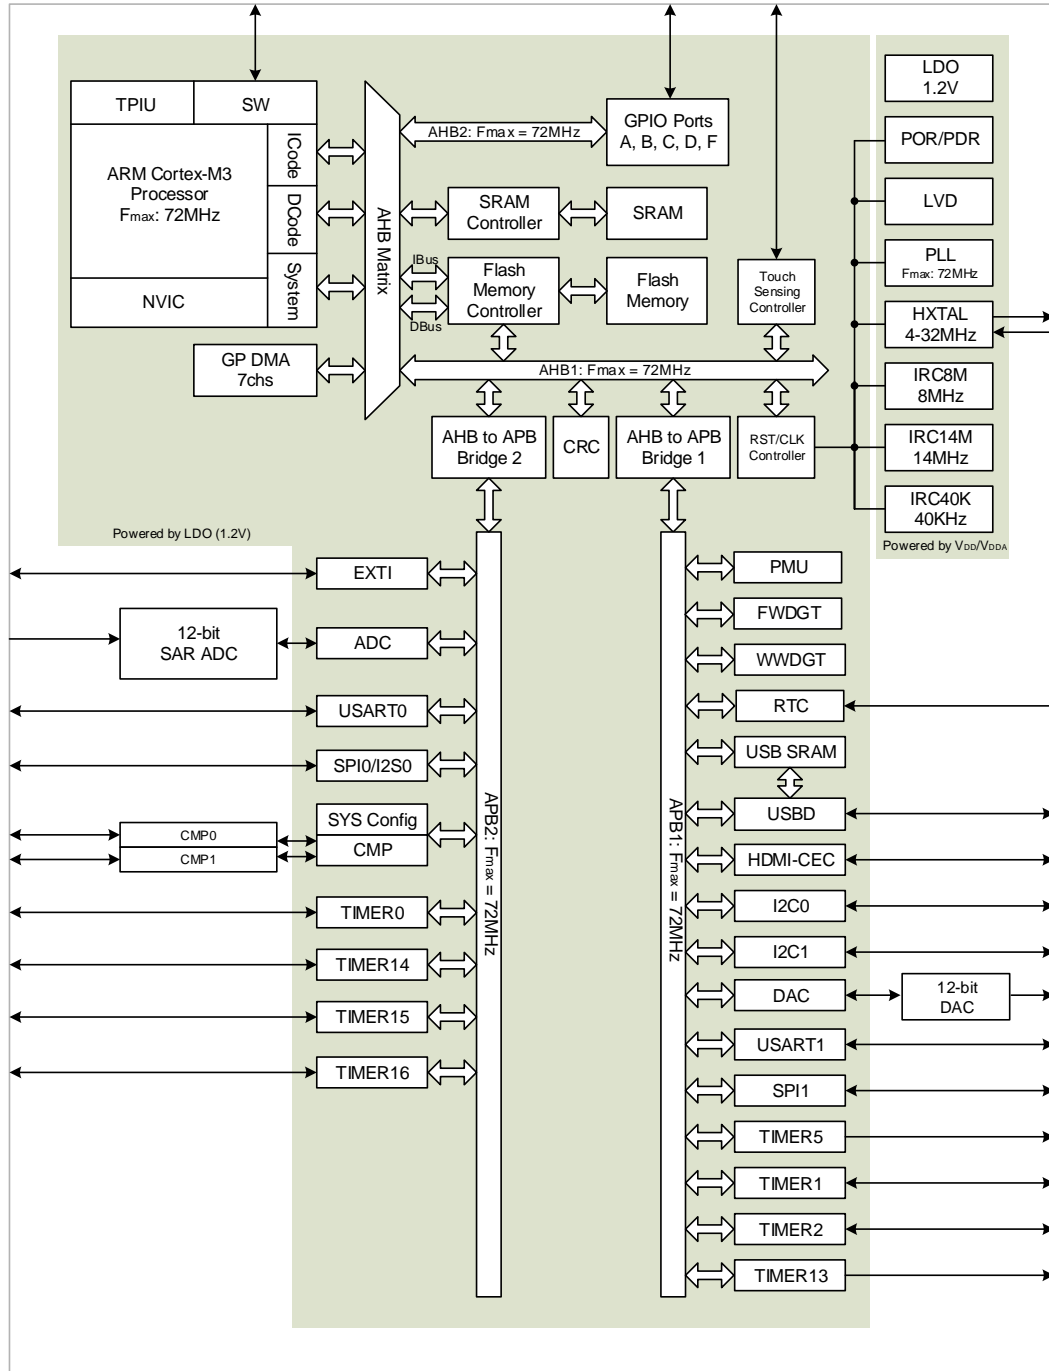 TPIU
SW
ARM Cortex-M3
Processor
Fmax: 72MHz
ICode
DCode
System
NVIC
GP DMA
7chs
AHB Matrix
AHB2: Fmax = 72MHz
GPIO Ports
A, B, C, D, F
SRAM
Controller
SRAM
IBus
DBus
Flash
Memory
Controller
Flash
Memory
Touch
Sensing
Controller
AHB1: Fmax = 72MHz
AHB to APB
Bridge 2
CRC
AHB to APB
Bridge 1
RST/CLK
Controller
LDO
1.2V
POR/PDR
LVD
PLL
Fmax: 72MHz
HXTAL
4-32MHz
IRC8M
8MHz
IRC14M
14MHz
IRC40K
40KHz
Powered by VDD/VDDA
Powered by LDO (1.2V)
EXTI
12-bit
SAR ADC
ADC
USART0
SPI0/I2S0
SYS Config
CMP
CMP0
CMP1
TIMER0
TIMER14
TIMER15
TIMER16
APB2: Fmax = 72MHz
APB1: Fmax = 72MHz
PMU
FWDGT
WWDGT
RTC
USB SRAM
USBD
HDMI-CEC
I2C0
I2C1
DAC
12-bit
DAC
USART1
SPI1
TIMER5
TIMER1
TIMER2
TIMER13